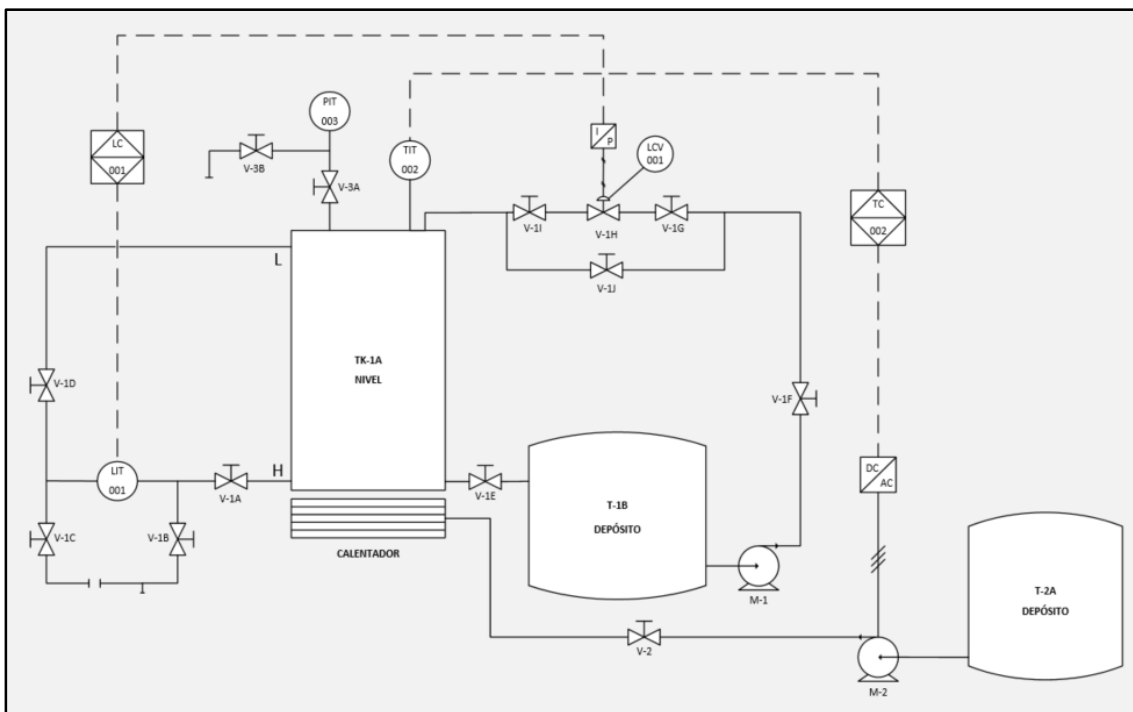 PIT
003
LC
001
V-3B
TIT
002
I
P
LCV
001
V-3A
V-1I
V-1H
V-1G
TC
002
L
V-1J
TK-1A
NIVEL
V-1D
V-1F
H
LIT
001
V-1A
V-1E
DC
AC
T-1B
DEPÓSITO
V-1C
V-1B
CALENTADOR
M-1
T-2A
DEPÓSITO
V-2
M-2